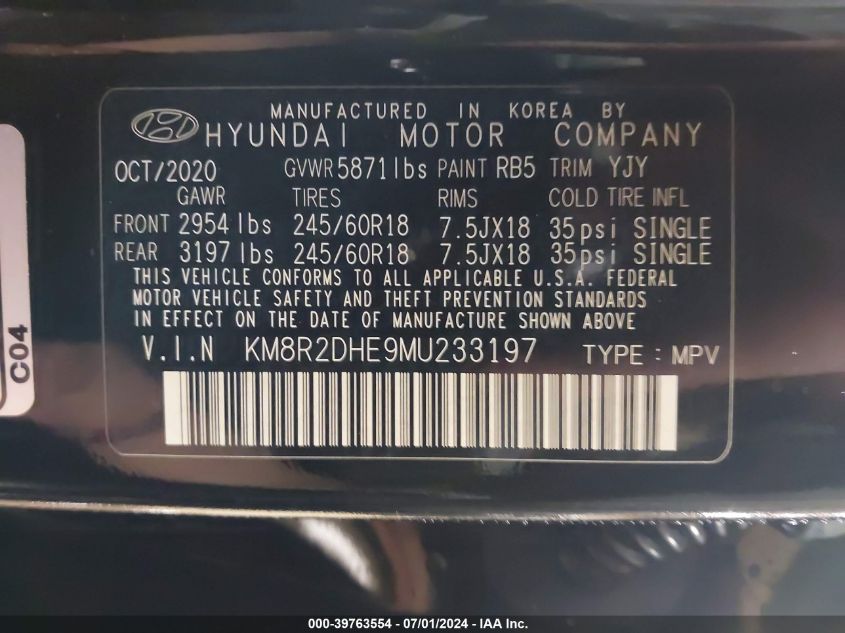 MANUFACTURED IN KOREA BY
HYUNDAI MOTOR COMPANY
OCT/2020 GVWR 5871lbs PAINT RB5 TRIM YJY
GAWR TIRES RIMS COLD TIRE INFL
FRONT 2954 lbs 245/60R18 7.5JX18 35psi SINGLE
REAR 3197 lbs 245/60R18 7.5JX18 35psi SINGLE
THIS VEHICLE CONFORMS TO ALL APPLICABLE U.S.A. FEDERAL
MOTOR VEHICLE SAFETY AND THEFT PREVENTION STANDARDS
IN EFFECT ON THE DATE OF MANUFACTURE SHOWN ABOVE
V.I.N KM8R2DHE9MU233197 TYPE : MPV
C04
000-39763554 / 07/01/2024 - IAA Inc.